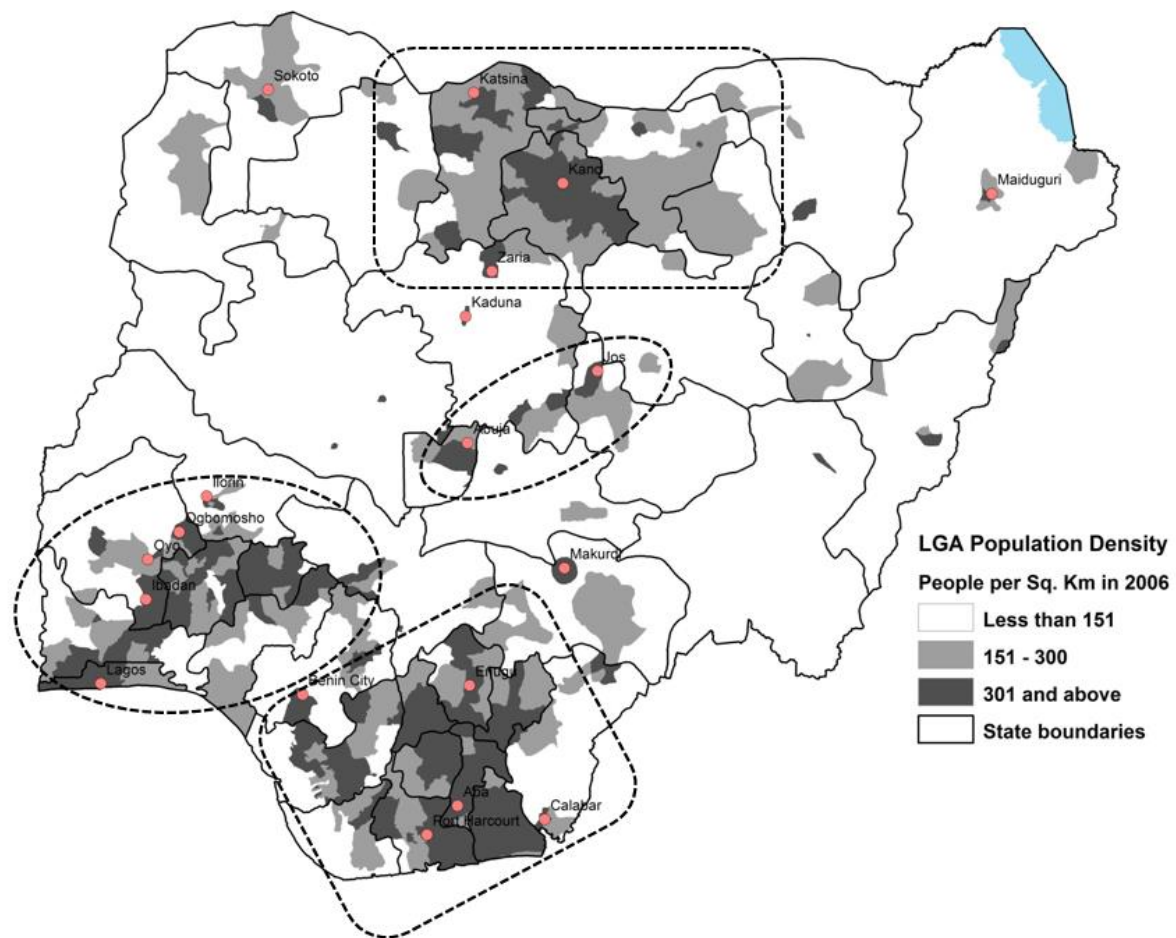 Sokoto
Katsina
Kano
Maiduguri
Zaria
Kaduna
Jos
Abuja
Ilorin
Ogbomosho
Oyo
Ibadan
Makurdi
Lagos
Benin City
Enugu
Aba
Calabar
Port Harcourt
LGA Population Density
People per Sq. Km in 2006
Less than 151
151 - 300
301 and above
State boundaries